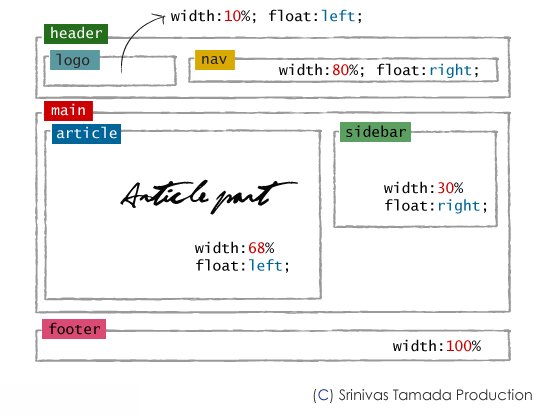 width:10%; float:left;
header
logo
nav
width:80%; float:right;
main
article
sidebar
Article part
width:30%
float:right;
width:68%
float:left;
footer
width:100%
(C) Srinivas Tamada Production